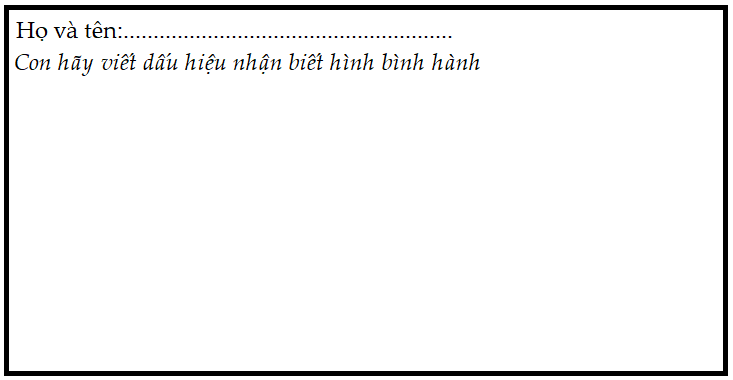 Họ và tên:.......................................................
Con hãy viết dấu hiệu nhận biết hình bình hành